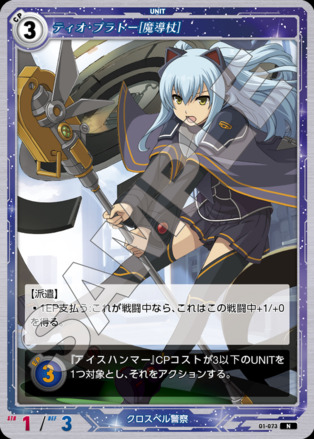 UNIT
CP
3
ティオ・プラトー[魔導杖]
SAMPLE
【派遣】
・1EP支払う:これが戦闘中なら、これはこの戦闘中+1/+0
を得る
3
「アイスハンマー」CPコストが3以下のUNITを
1つ対象とし、それをアクションする。
1 / 3
クロスベル警察
01-073 N